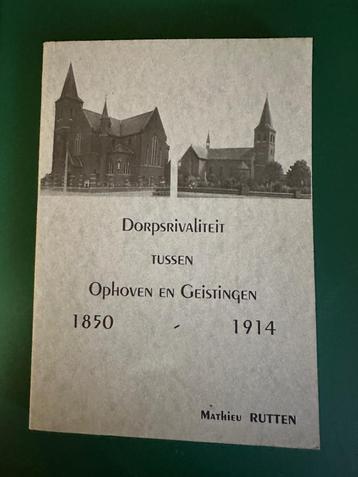 Dorpsrivaliteit
tussen
Ophoven en Geistingen
1850 - 1914
Mathieu RUTTEN